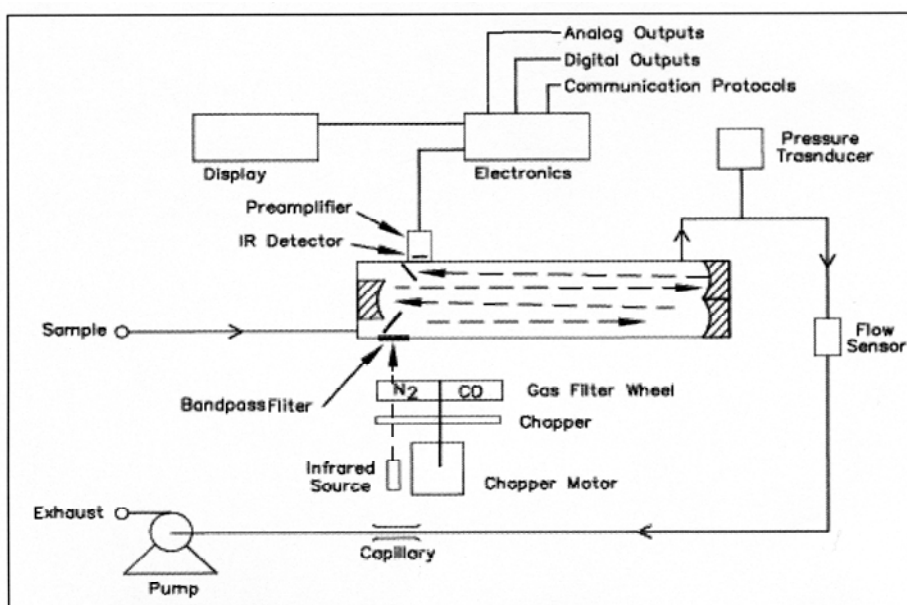 Analog Outputs
Digital Outputs
Communication Protocols
Pressure
Trasnducer
Display
Electronics
Preamplifier
IR Detector
Sample
Flow
Sensor
N2
CO
Gas Filter Wheel
Bandpass Fliter
Chopper
Infrared
Source
Chopper Motor
Exhaust
Capillary
Pump